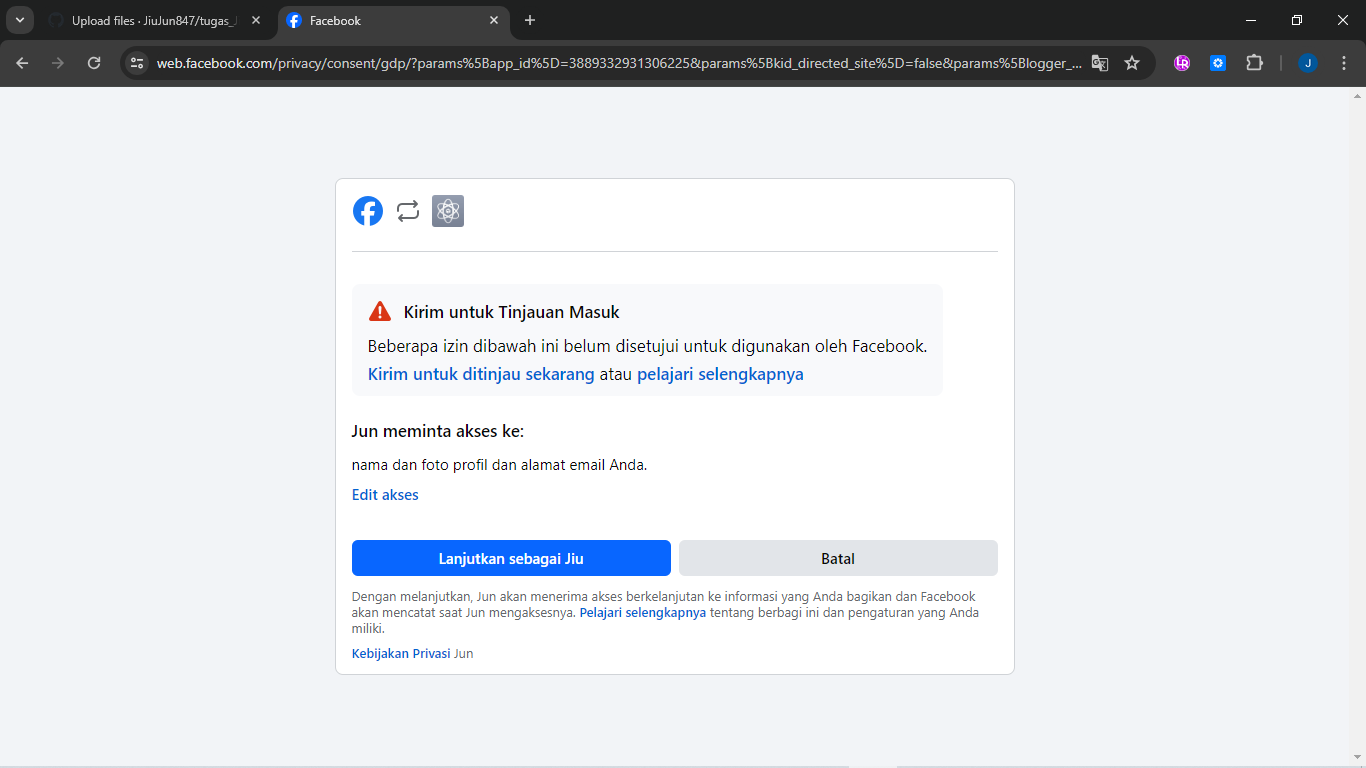 Upload files · JiuJun847/tugas_J
Facebook
web.facebook.com/privacy/consent/gdp/?params%5Bapp_id%5D=3889332931306225&params%5Bkid_directed_site%5D=false&params%5Blogger_...
LR
J
Kirim untuk Tinjauan Masuk
Beberapa izin dibawah ini belum disetujui untuk digunakan oleh Facebook.
Kirim untuk ditinjau sekarang atau pelajari selengkapnya
Jun meminta akses ke:
nama dan foto profil dan alamat email Anda.
Edit akses
Lanjutkan sebagai Jiu
Batal
Dengan melanjutkan, Jun akan menerima akses berkelanjutan ke informasi yang Anda bagikan dan Facebook
akan mencatat saat Jun mengaksesnya. Pelajari selengkapnya tentang berbagi ini dan pengaturan yang Anda
miliki.
Kebijakan Privasi Jun